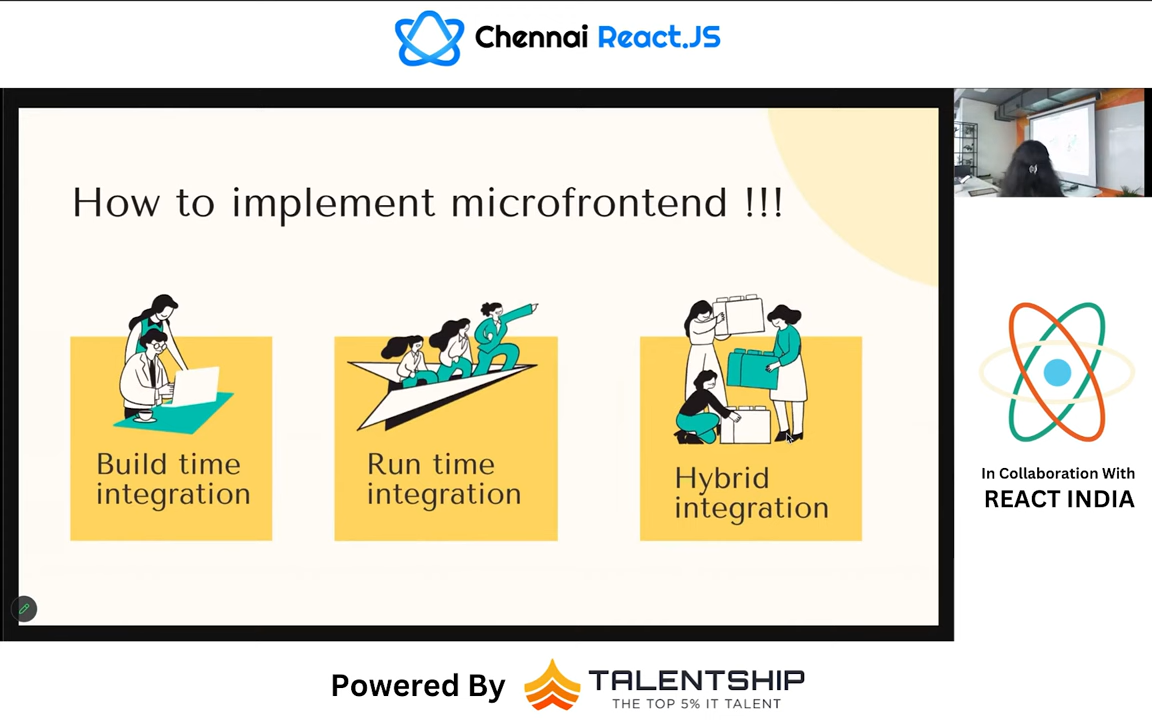 Chennai React.JS
How to implement microfrontend !!!
Build time
integration
Run time
integration
Hybrid
integration
In Collaboration With
REACT INDIA
Powered By
TALENTSHIP
THE TOP 5% IT TALENT